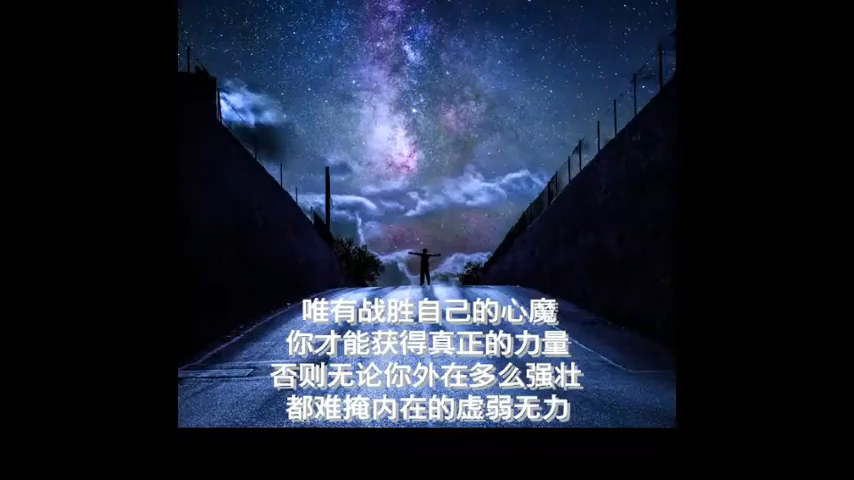 唯有战胜自己的心魔
你才能获得真正的力量
否则无论你外在多么强壮
都难掩内在的虚弱无力